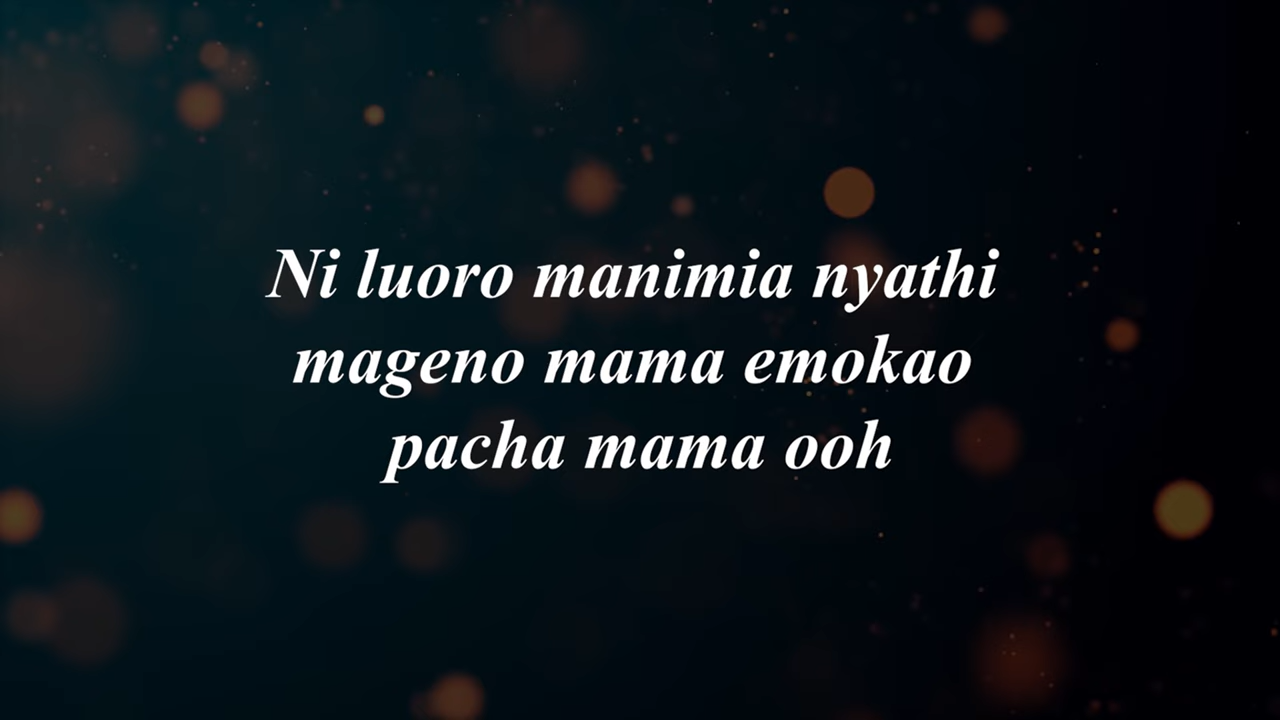 Ni luoro manimia nyathi
mageno mama emokao
pacha mama ooh